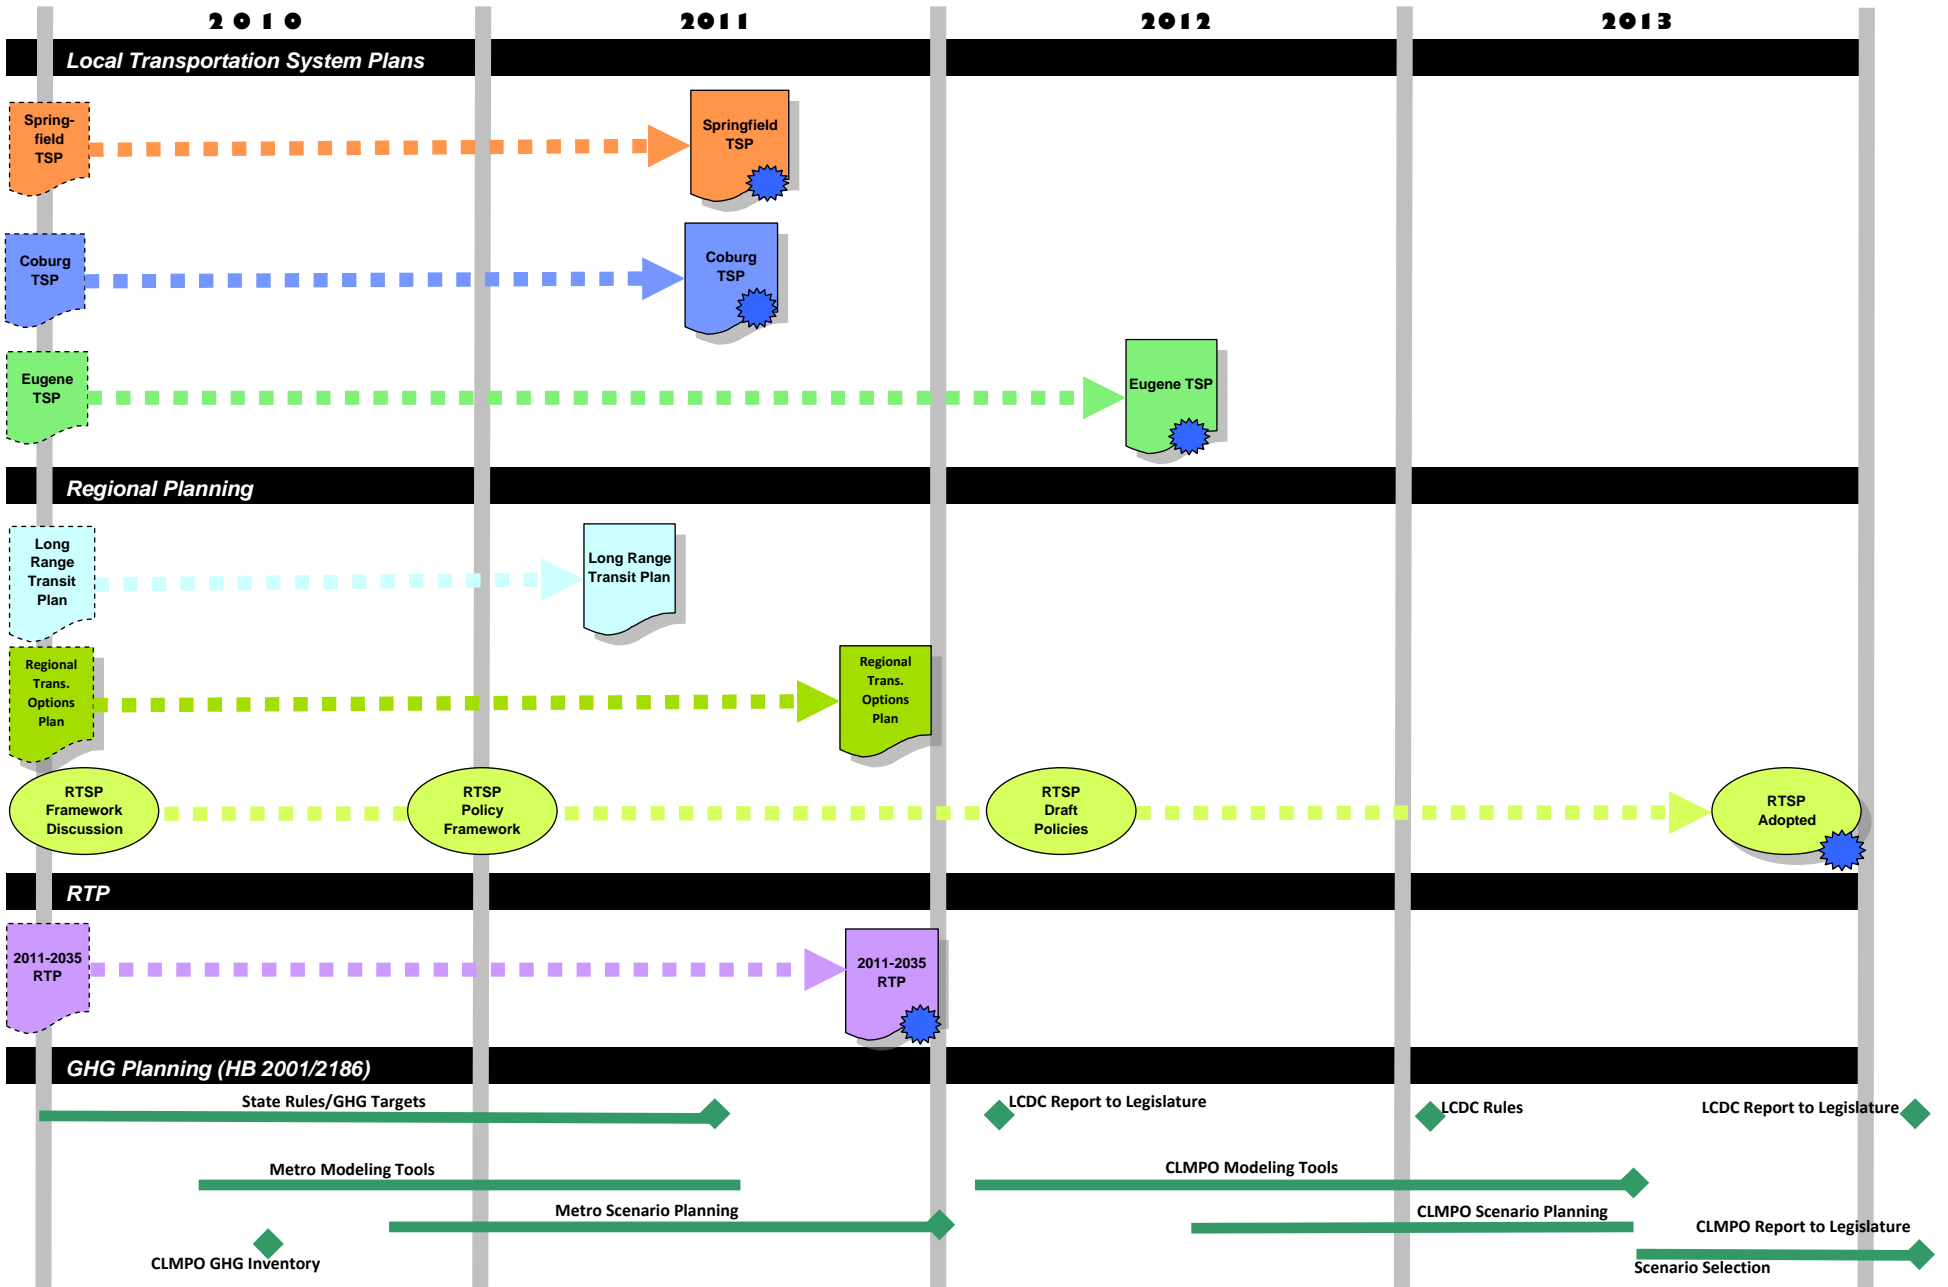 2010
2011
2012
2013
Local Transportation System Plans
Spring-
field
TSP
Springfield
TSP
Coburg
TSP
Coburg
TSP
Eugene
TSP
Eugene TSP
Regional Planning
Long
Range
Transit
Plan
Long Range
Transit Plan
Regional
Trans.
Options
Plan
Regional
Trans.
Options
Plan
RTSP
Framework
Discussion
RTSP
Policy
Framework
RTSP
Draft
Policies
RTSP
Adopted
RTP
2011-2035
RTP
2011-2035
RTP
GHG Planning (HB 2001/2186)
State Rules/GHG Targets
LCDC Report to Legislature
LCDC Rules
LCDC Report to Legislature
Metro Modeling Tools
CLMPO Modeling Tools
Metro Scenario Planning
CLMPO Scenario Planning
CLMPO Report to Legislature
CLMPO GHG Inventory
Scenario Selection